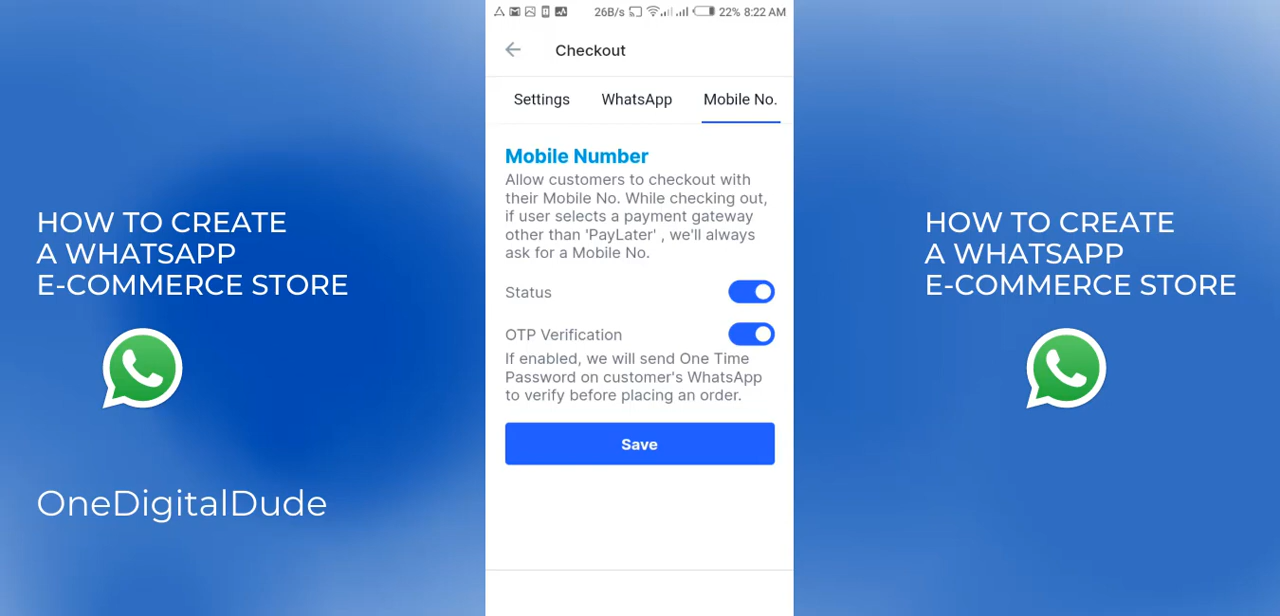 26B/s 22% 8:22 AM
Checkout
Settings WhatsApp Mobile No.
Mobile Number
Allow customers to checkout with
their Mobile No. While checking out,
if user selects a payment gateway
other than 'PayLater' , we'll always
ask for a Mobile No.
Status
OTP Verification
If enabled, we will send One Time
Password on customer's WhatsApp
to verify before placing an order.
Save
HOW TO CREATE
A WHATSAPP
E-COMMERCE STORE
OneDigitalDude
HOW TO CREATE
A WHATSAPP
E-COMMERCE STORE